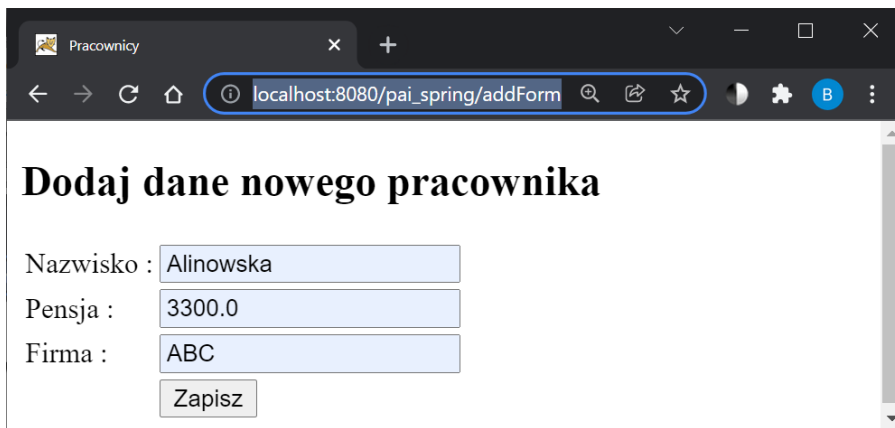 Pracownicy
localhost:8080/pai_spring/addForm
B
Dodaj dane nowego pracownika
Nazwisko : Alinowska
Pensja : 3300.0
Firma : ABC
Zapisz